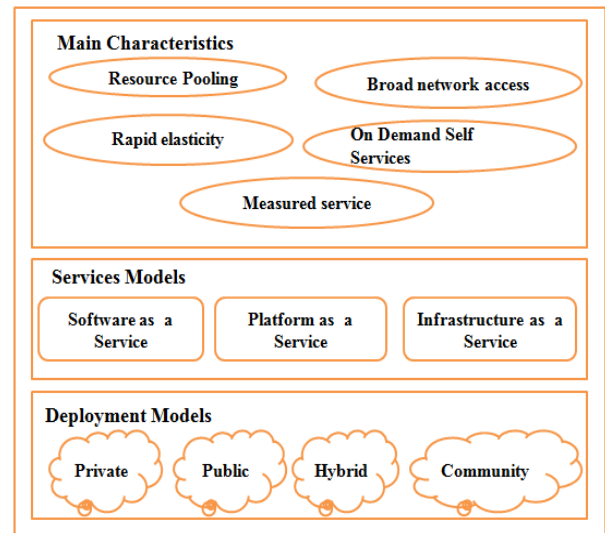 Main Characteristics
Resource Pooling
Broad network access
Rapid elasticity
On Demand Self
Services
Measured service
Services Models
Software as a
Service
Platform as a
Service
Infrastructure as a
Service
Deployment Models
Private
Public
Hybrid
Community